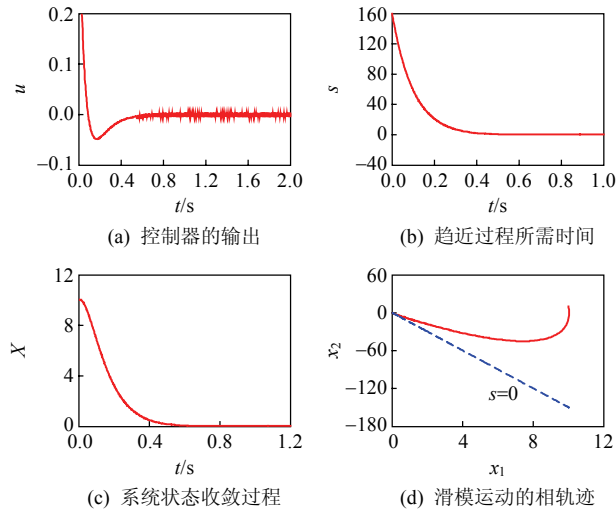 0.2
0.1
0.0
−0.1
u
0.0 0.4 0.8 1.2 1.6 2.0
t/s
(a) 控制器的输出
160
120
80
40
0
−40
s
0.0 0.2 0.4 0.6 0.8 1.0
t/s
(b) 趋近过程所需时间
12
8
4
0
X
0.0 0.4 0.8 1.2
t/s
(c) 系统状态收敛过程
60
0
−60
−120
−180
x2
s=0
0 4 8 12
x1
(d) 滑模运动的相轨迹